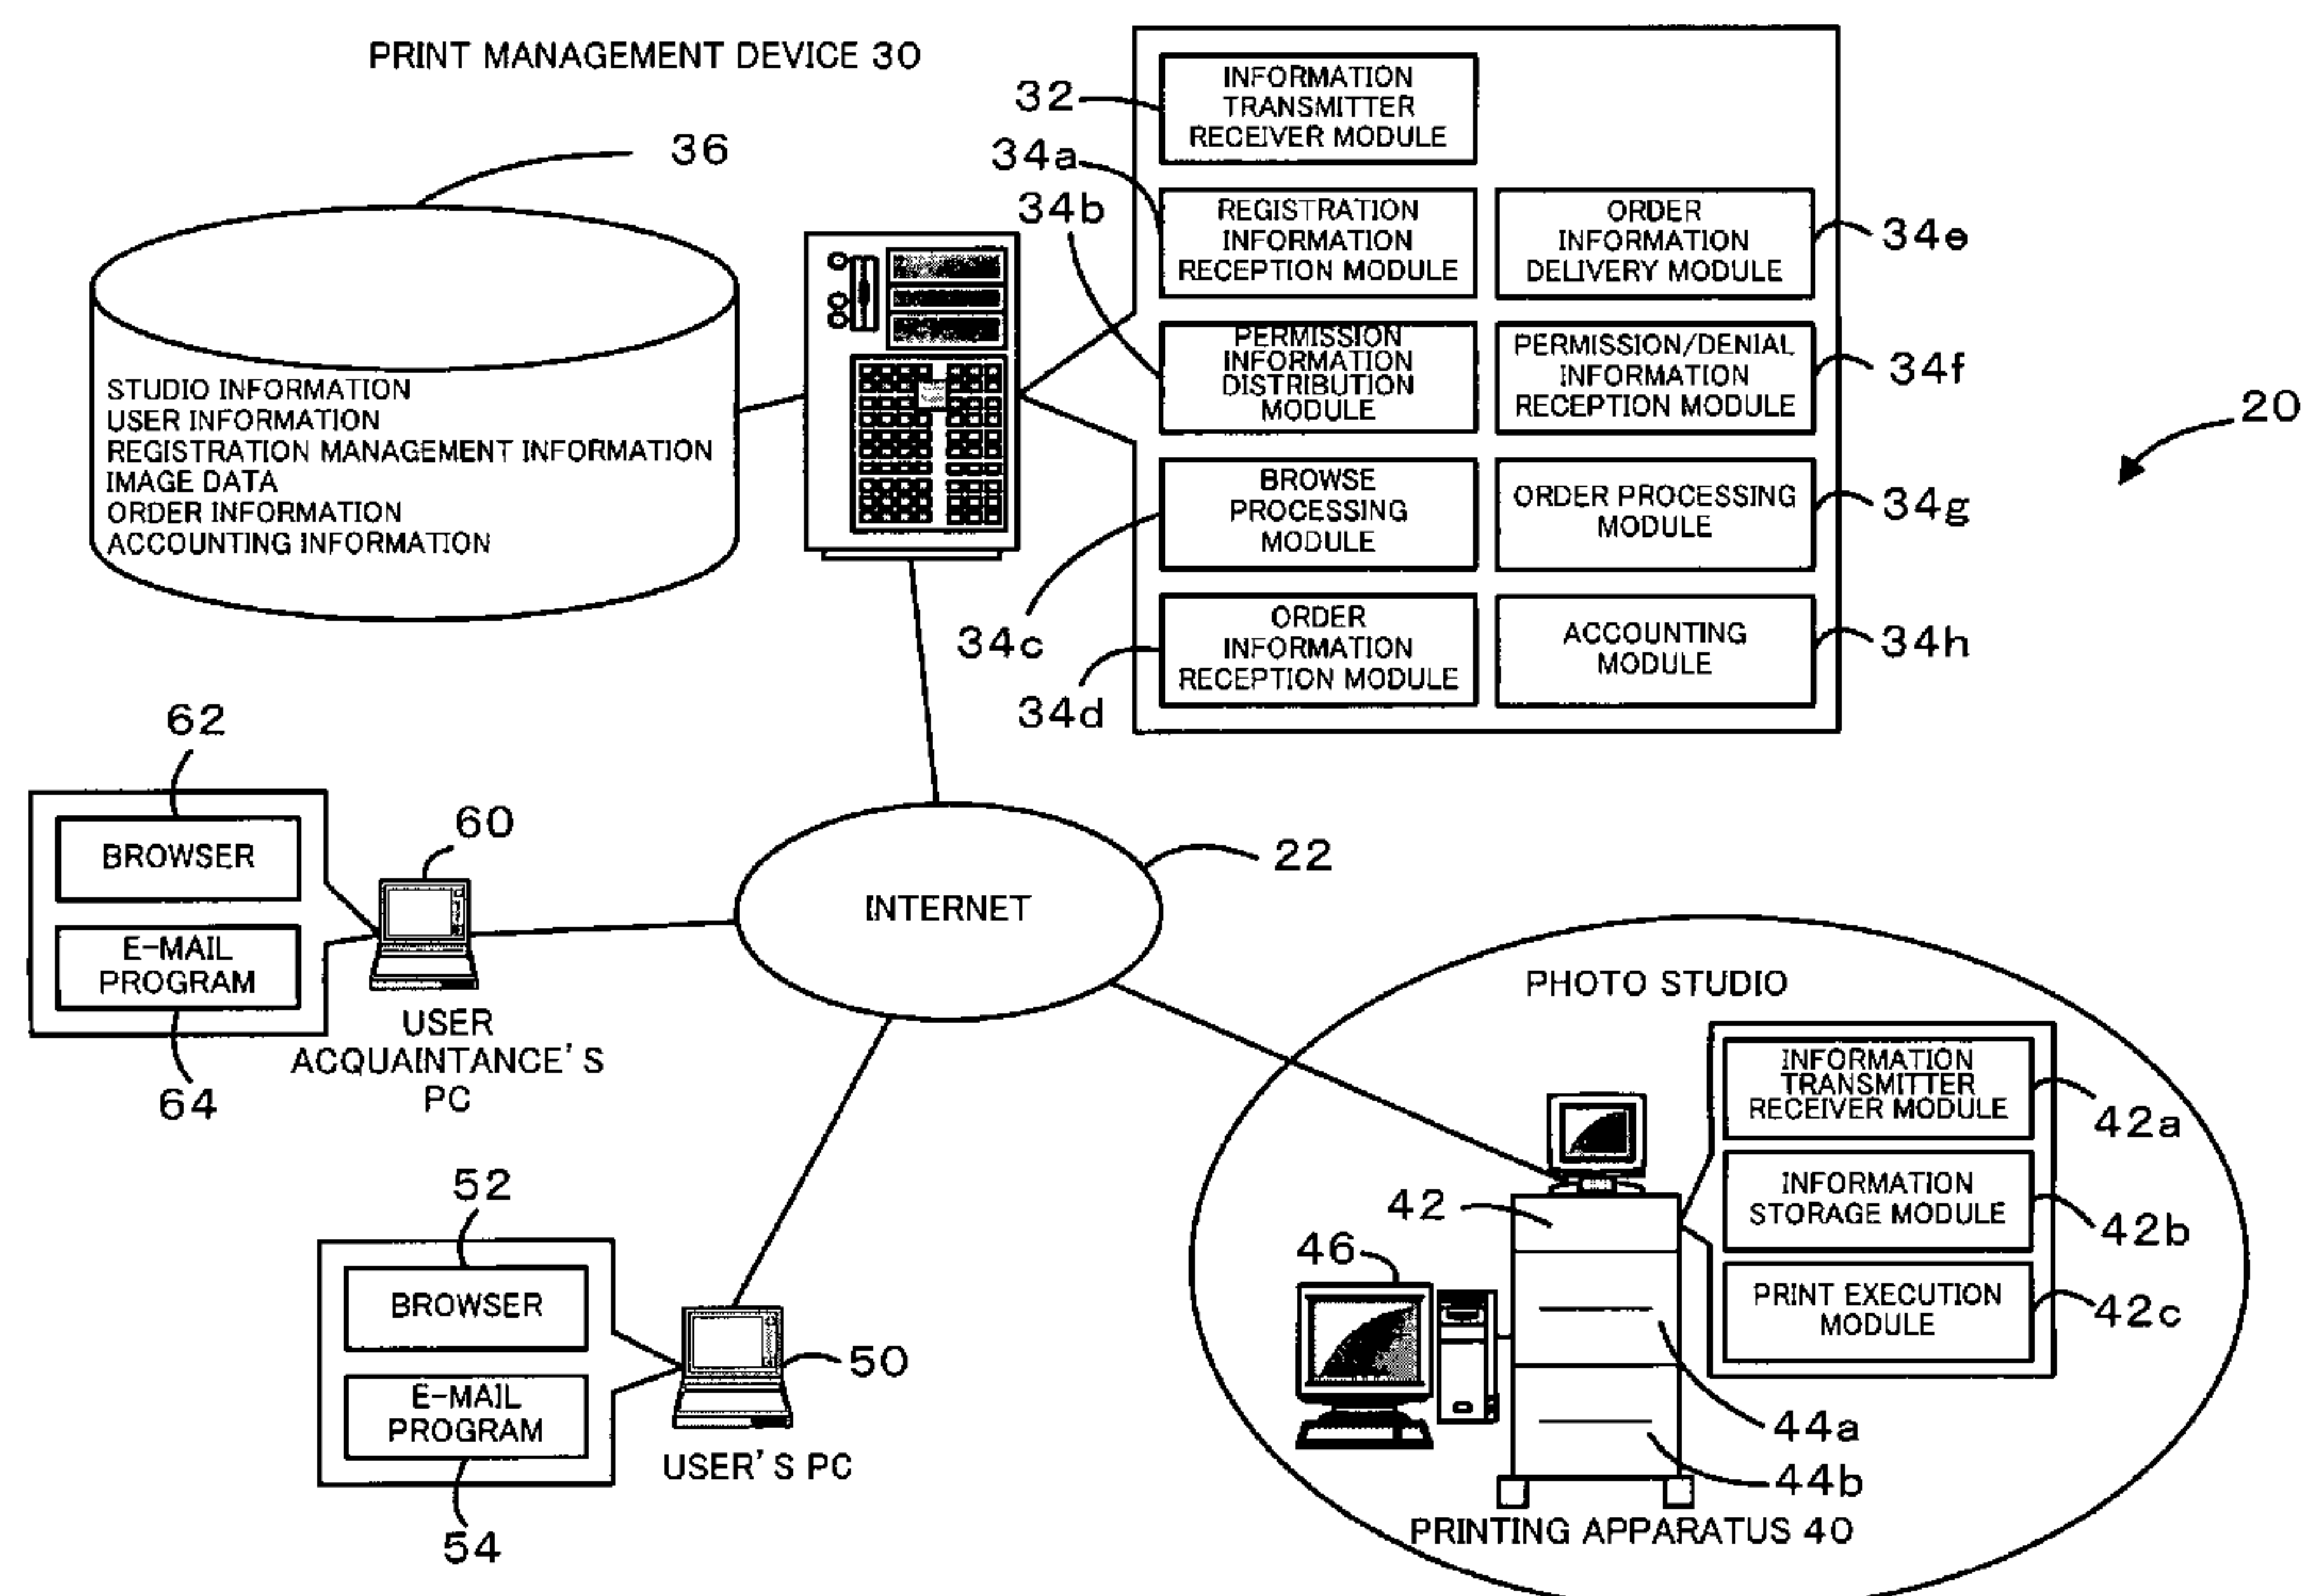 PRINT MANAGEMENT DEVICE 30
36
STUDIO INFORMATION
USER INFORMATION
REGISTRATION MANAGEMENT INFORMATION
IMAGE DATA
ORDER INFORMATION
ACCOUNTING INFORMATION
32
INFORMATION
TRANSMITTER
RECEIVER MODULE
34a
REGISTRATION
INFORMATION
RECEPTION MODULE
34b
PERMISSION
INFORMATION
DISTRIBUTION
MODULE
34c
BROWSE
PROCESSING
MODULE
34d
ORDER
INFORMATION
RECEPTION MODULE
ORDER
INFORMATION
DELIVERY MODULE
34e
PERMISSION/DENIAL
INFORMATION
RECEPTION MODULE
34f
ORDER PROCESSING
MODULE
34g
ACCOUNTING
MODULE
34h
20
62
BROWSER
E-MAIL
PROGRAM
64
60
USER
ACQUAINTANCE'S
PC
INTERNET
22
52
BROWSER
E-MAIL
PROGRAM
54
50
USER'S PC
PHOTO STUDIO
INFORMATION
TRANSMITTER
RECEIVER MODULE
42a
INFORMATION
STORAGE MODULE
42b
PRINT EXECUTION
MODULE
42c
42
46
44a
44b
PRINTING APPARATUS 40